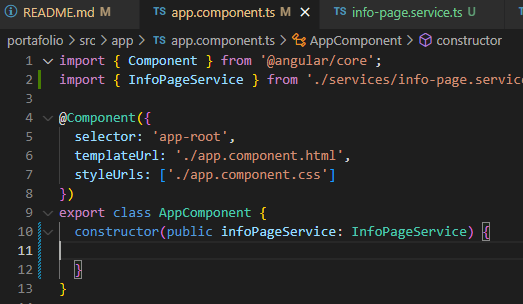 README.md M app.component.ts M info-page.service.ts U
portafolio > src > app > app.component.ts > AppComponent > constructor
1 import { Component } from '@angular/core';
2 import { InfoPageService } from './services/info-page.service
3
4 @Component({
5 selector: 'app-root',
6 templateUrl: './app.component.html',
7 styleUrls: ['./app.component.css']
8 })
9 export class AppComponent {
10 constructor(public infoPageService: InfoPageService) {
11
12 }
13 }